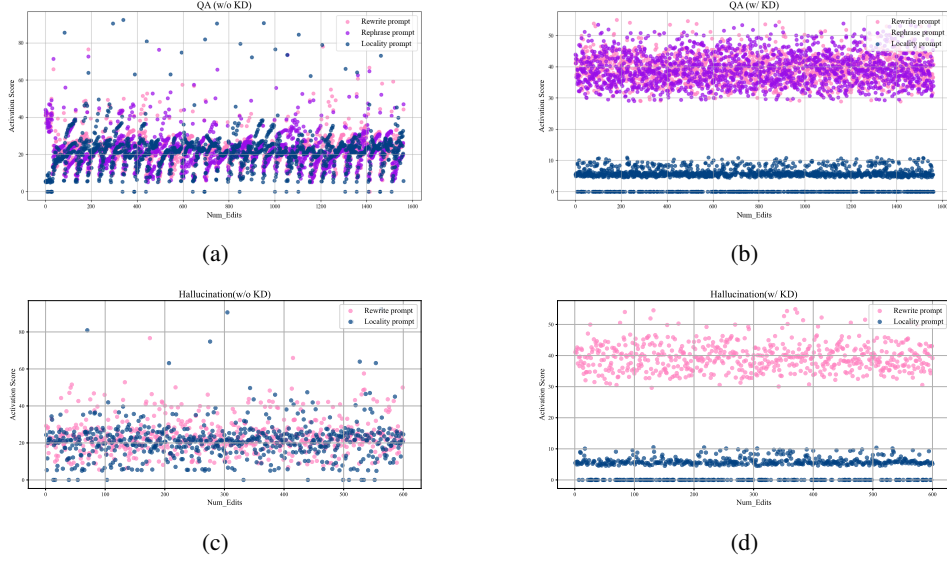 QA (w/o KD)
Rewrite prompt
Rephrase prompt
Locality prompt
Activation Score
80
60
40
20
0
0 200 400 600 800 1000 1200 1400 1600
Num_Edits
(a)
QA (w/ KD)
Rewrite prompt
Rephrase prompt
Locality prompt
Activation Score
50
40
30
20
10
0
0 200 400 600 800 1000 1200 1400 1600
Num_Edits
(b)
Hallucination(w/o KD)
Rewrite prompt
Locality prompt
Activation Score
80
60
40
20
0
0 100 200 300 400 500 600
Num_Edits
(c)
Hallucination(w/ KD)
Rewrite prompt
Locality prompt
Activation Score
50
40
30
20
10
0
0 100 200 300 400 500 600
Num_Edits
(d)